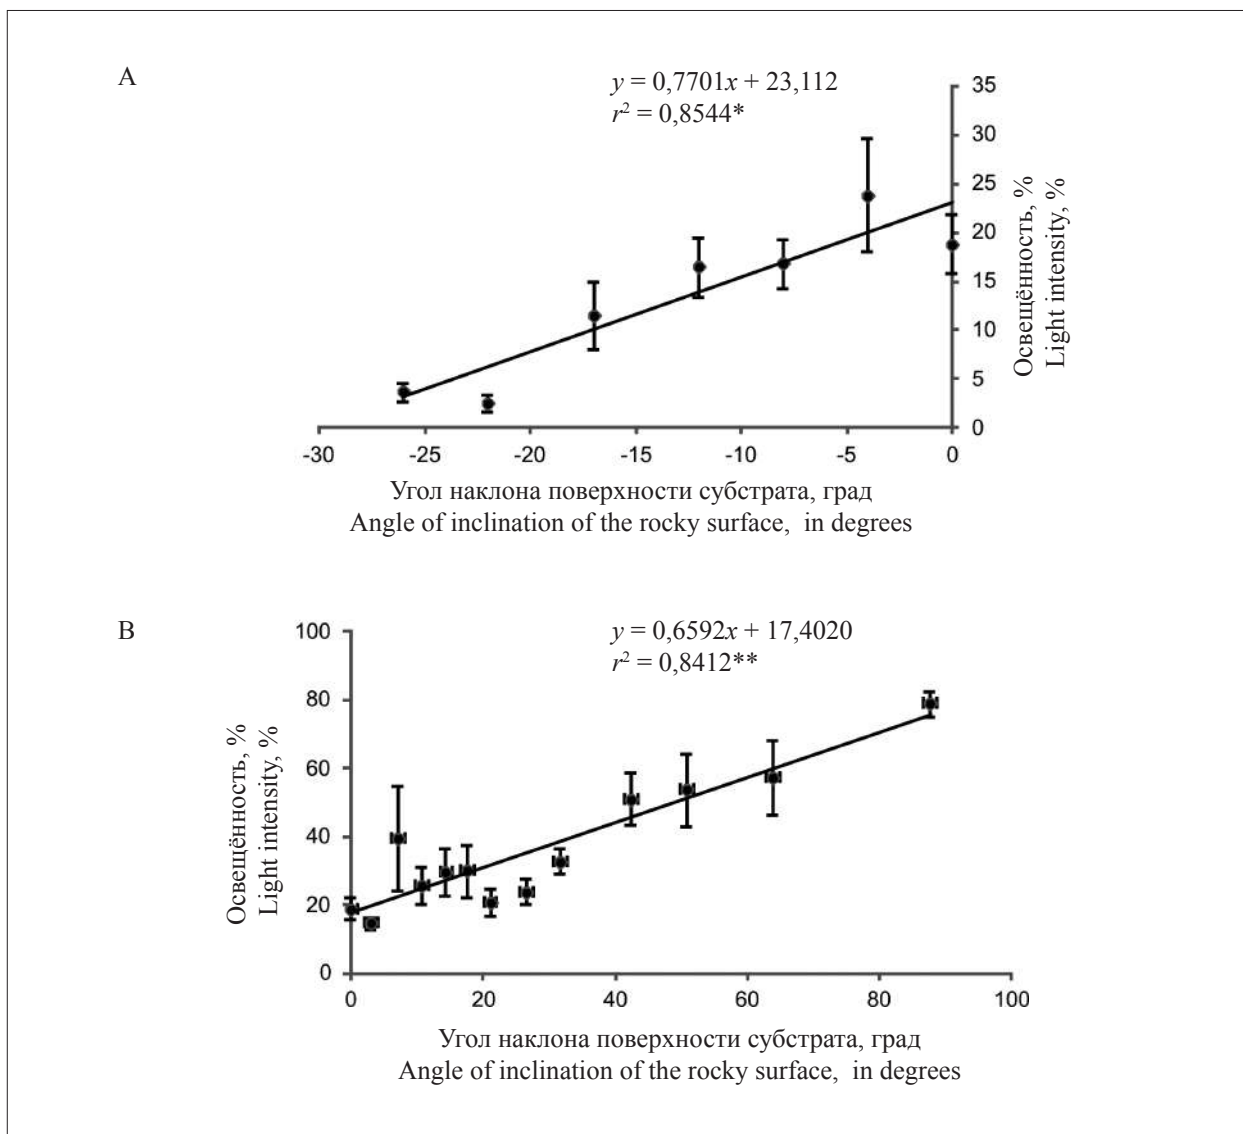 A
y = 0,7701x + 23,112
r² = 0,8544*
35
30
25
20
15
10
5
0
Освещённость, %
Light intensity, %
-30 -25 -20 -15 -10 -5 0
Угол наклона поверхности субстрата, град
Angle of inclination of the rocky surface, in degrees
B
y = 0,6592x + 17,4020
r² = 0,8412**
100
80
60
40
20
0
Освещённость, %
Light intensity, %
0 20 40 60 80 100
Угол наклона поверхности субстрата, град
Angle of inclination of the rocky surface, in degrees